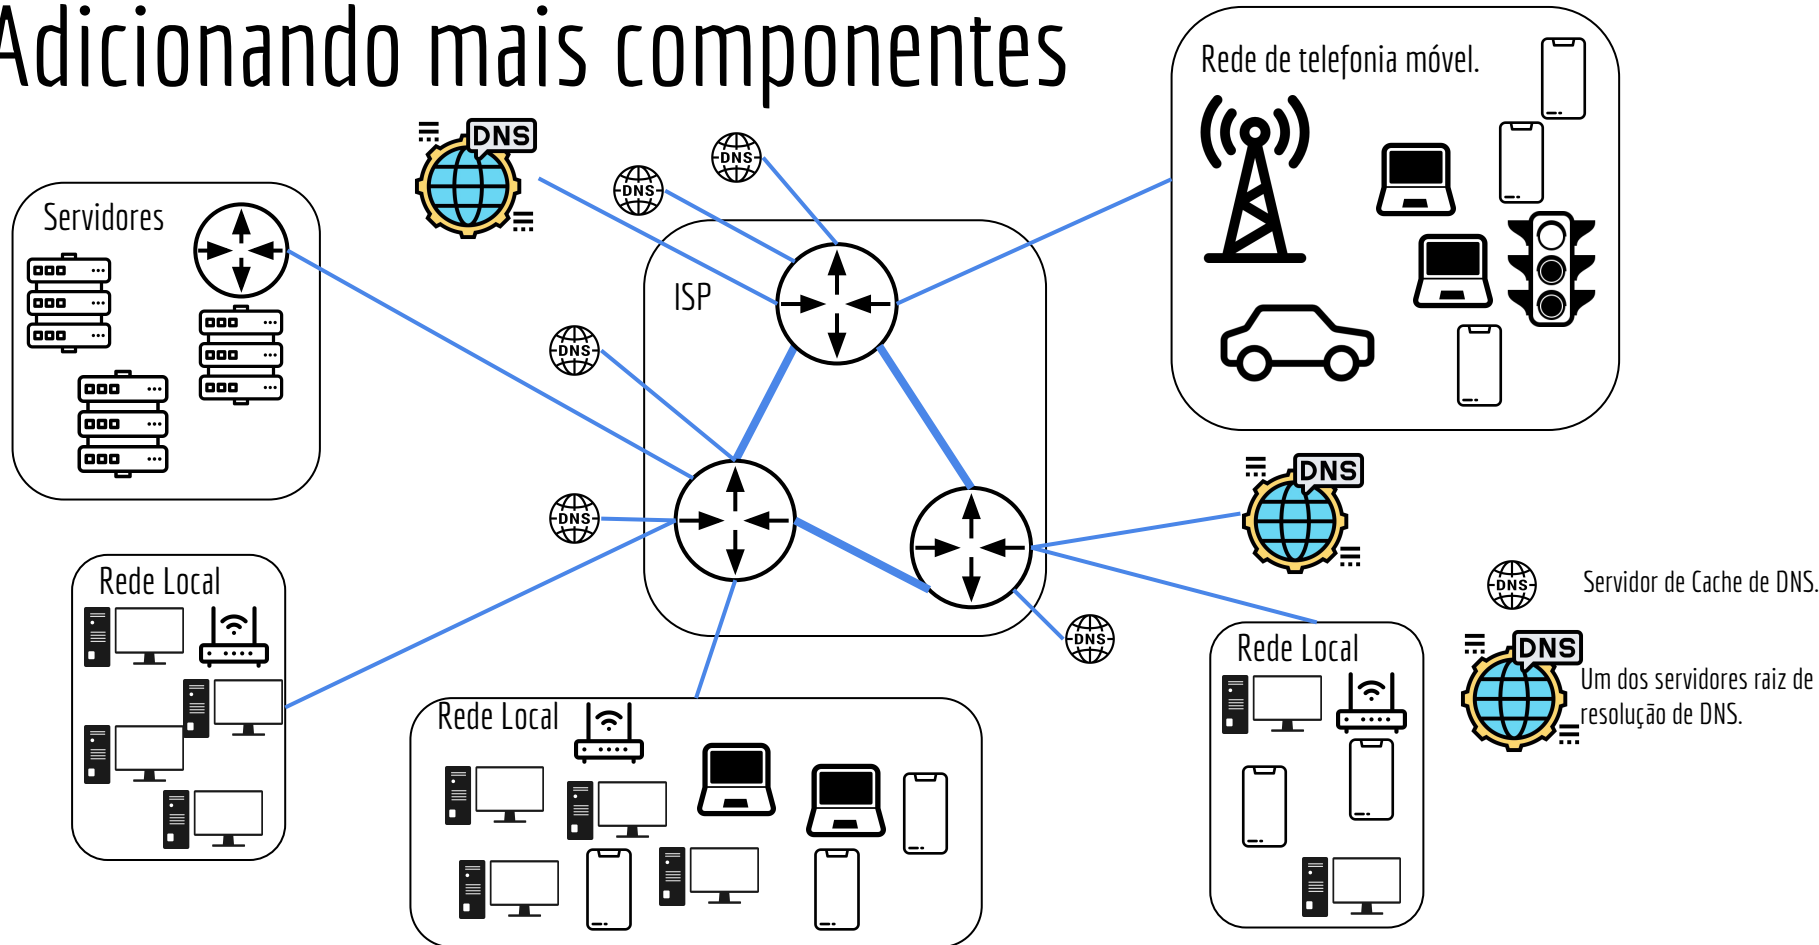 Adicionando mais componentes
Rede de telefonia móvel.
DNS
DNS
DNS
Servidores
ISP
DNS
DNS
DNS
DNS
Servidor de Cache de DNS.
Rede Local
DNS
Rede Local
DNS
Um dos servidores raiz de
resolução de DNS.
Rede Local